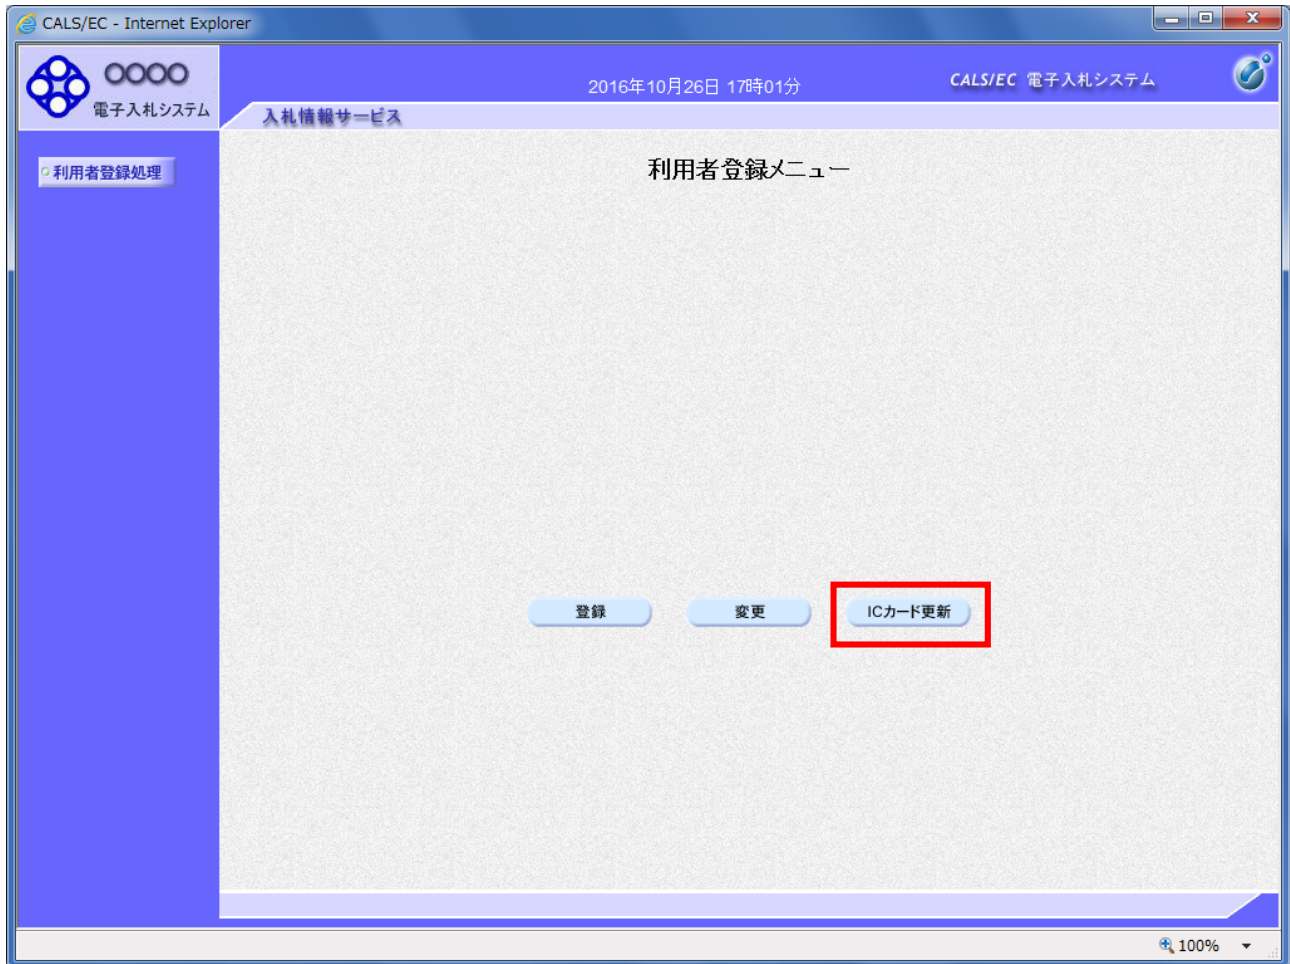 CALS/EC - Internet Explorer
○○○○
電子入札システム
2016年10月26日 17時01分
CALS/EC 電子入札システム
入札情報サービス
利用者登録処理
利用者登録メニュー
登録
変更
ICカード更新
100%